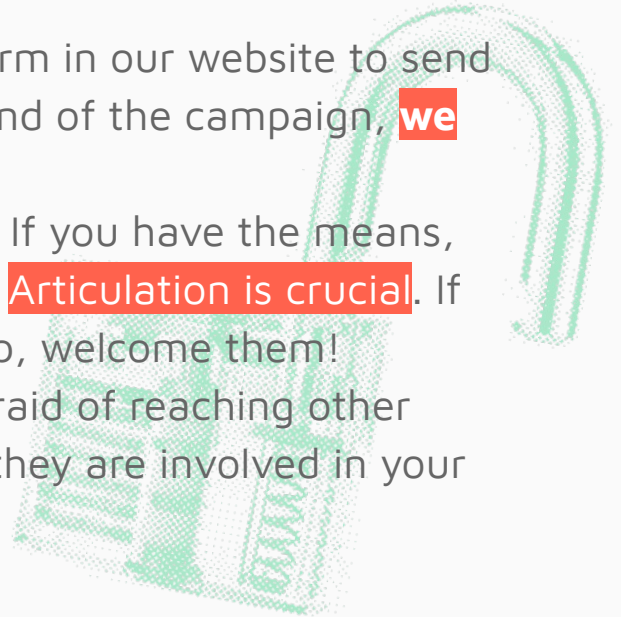 rm in our website to send
nd of the campaign, we
If you have the means,
Articulation is crucial. If
o, welcome them!
raid of reaching other
they are involved in your